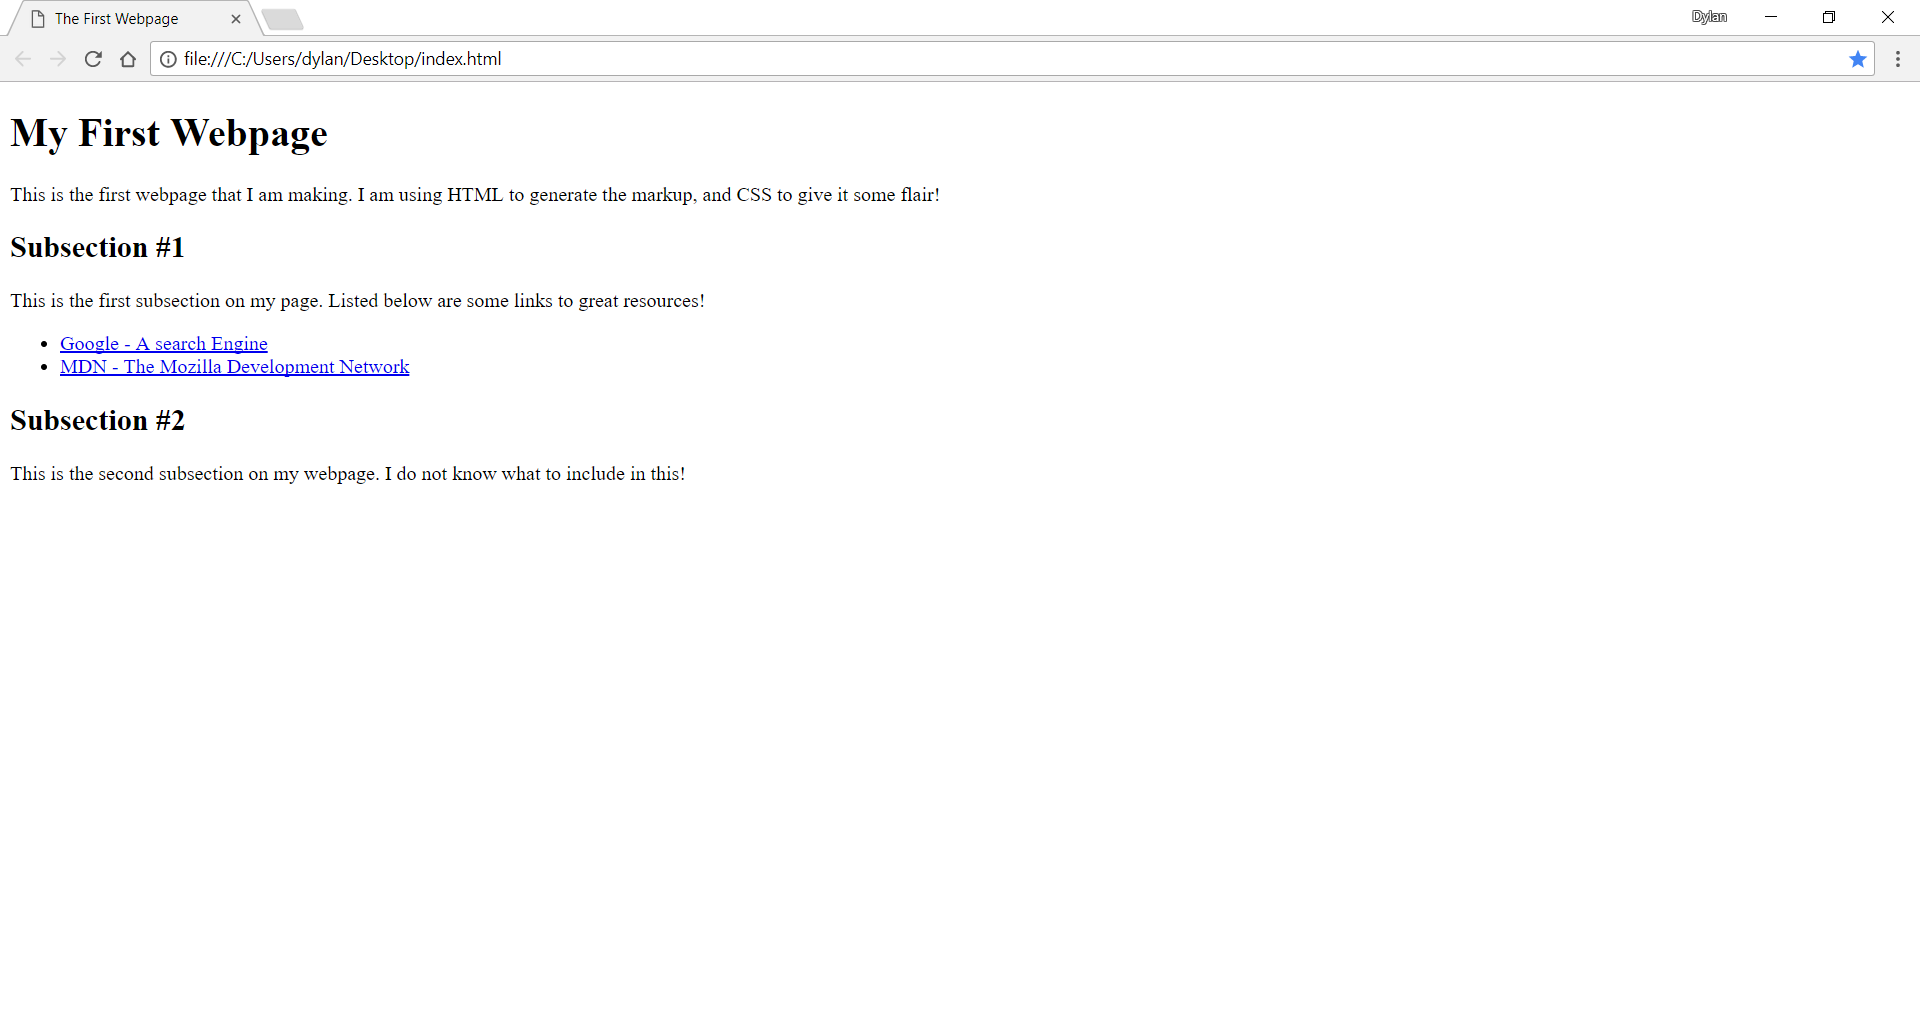 The First Webpage
Dylan
file:///C:/Users/dylan/Desktop/index.html
My First Webpage
This is the first webpage that I am making. I am using HTML to generate the markup, and CSS to give it some flair!
Subsection #1
This is the first subsection on my page. Listed below are some links to great resources!
Google - A search Engine
MDN - The Mozilla Development Network
Subsection #2
This is the second subsection on my webpage. I do not know what to include in this!